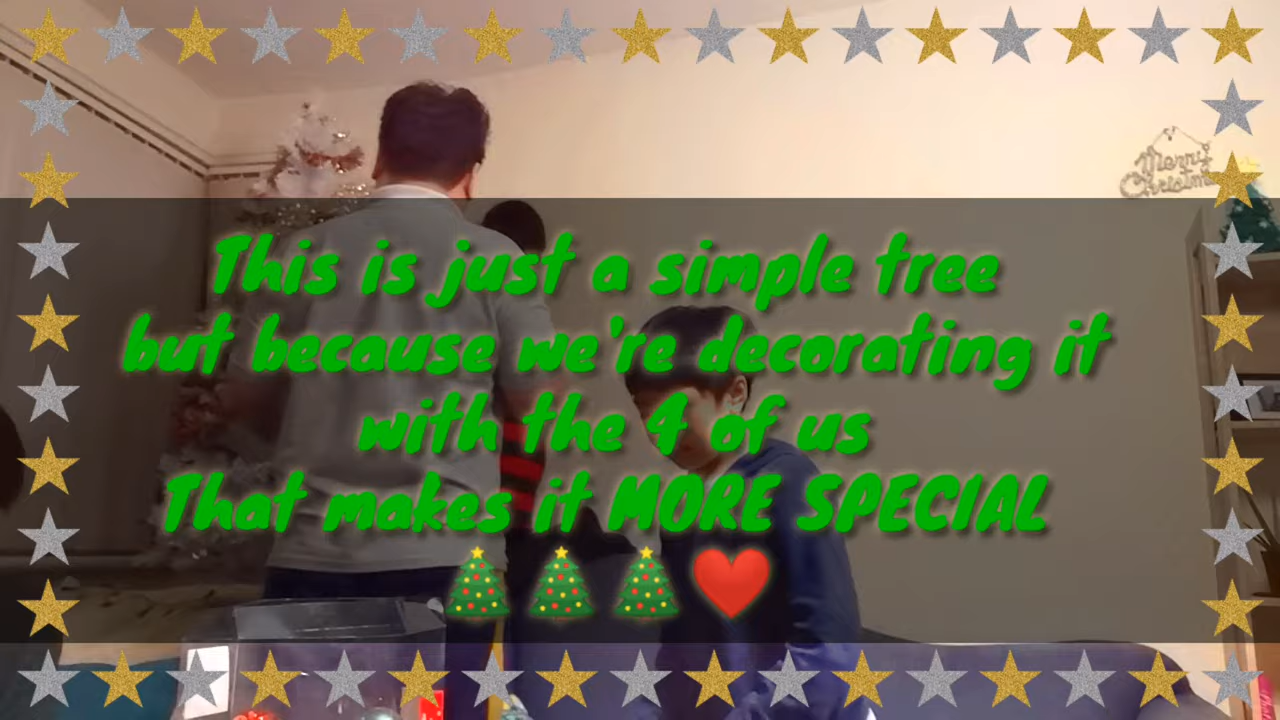 Merry
Christm
This is just a simple tree
but because we're decorating it
with the 4 of us
That makes it MORE SPECIAL
🎄🎄🎄❤️